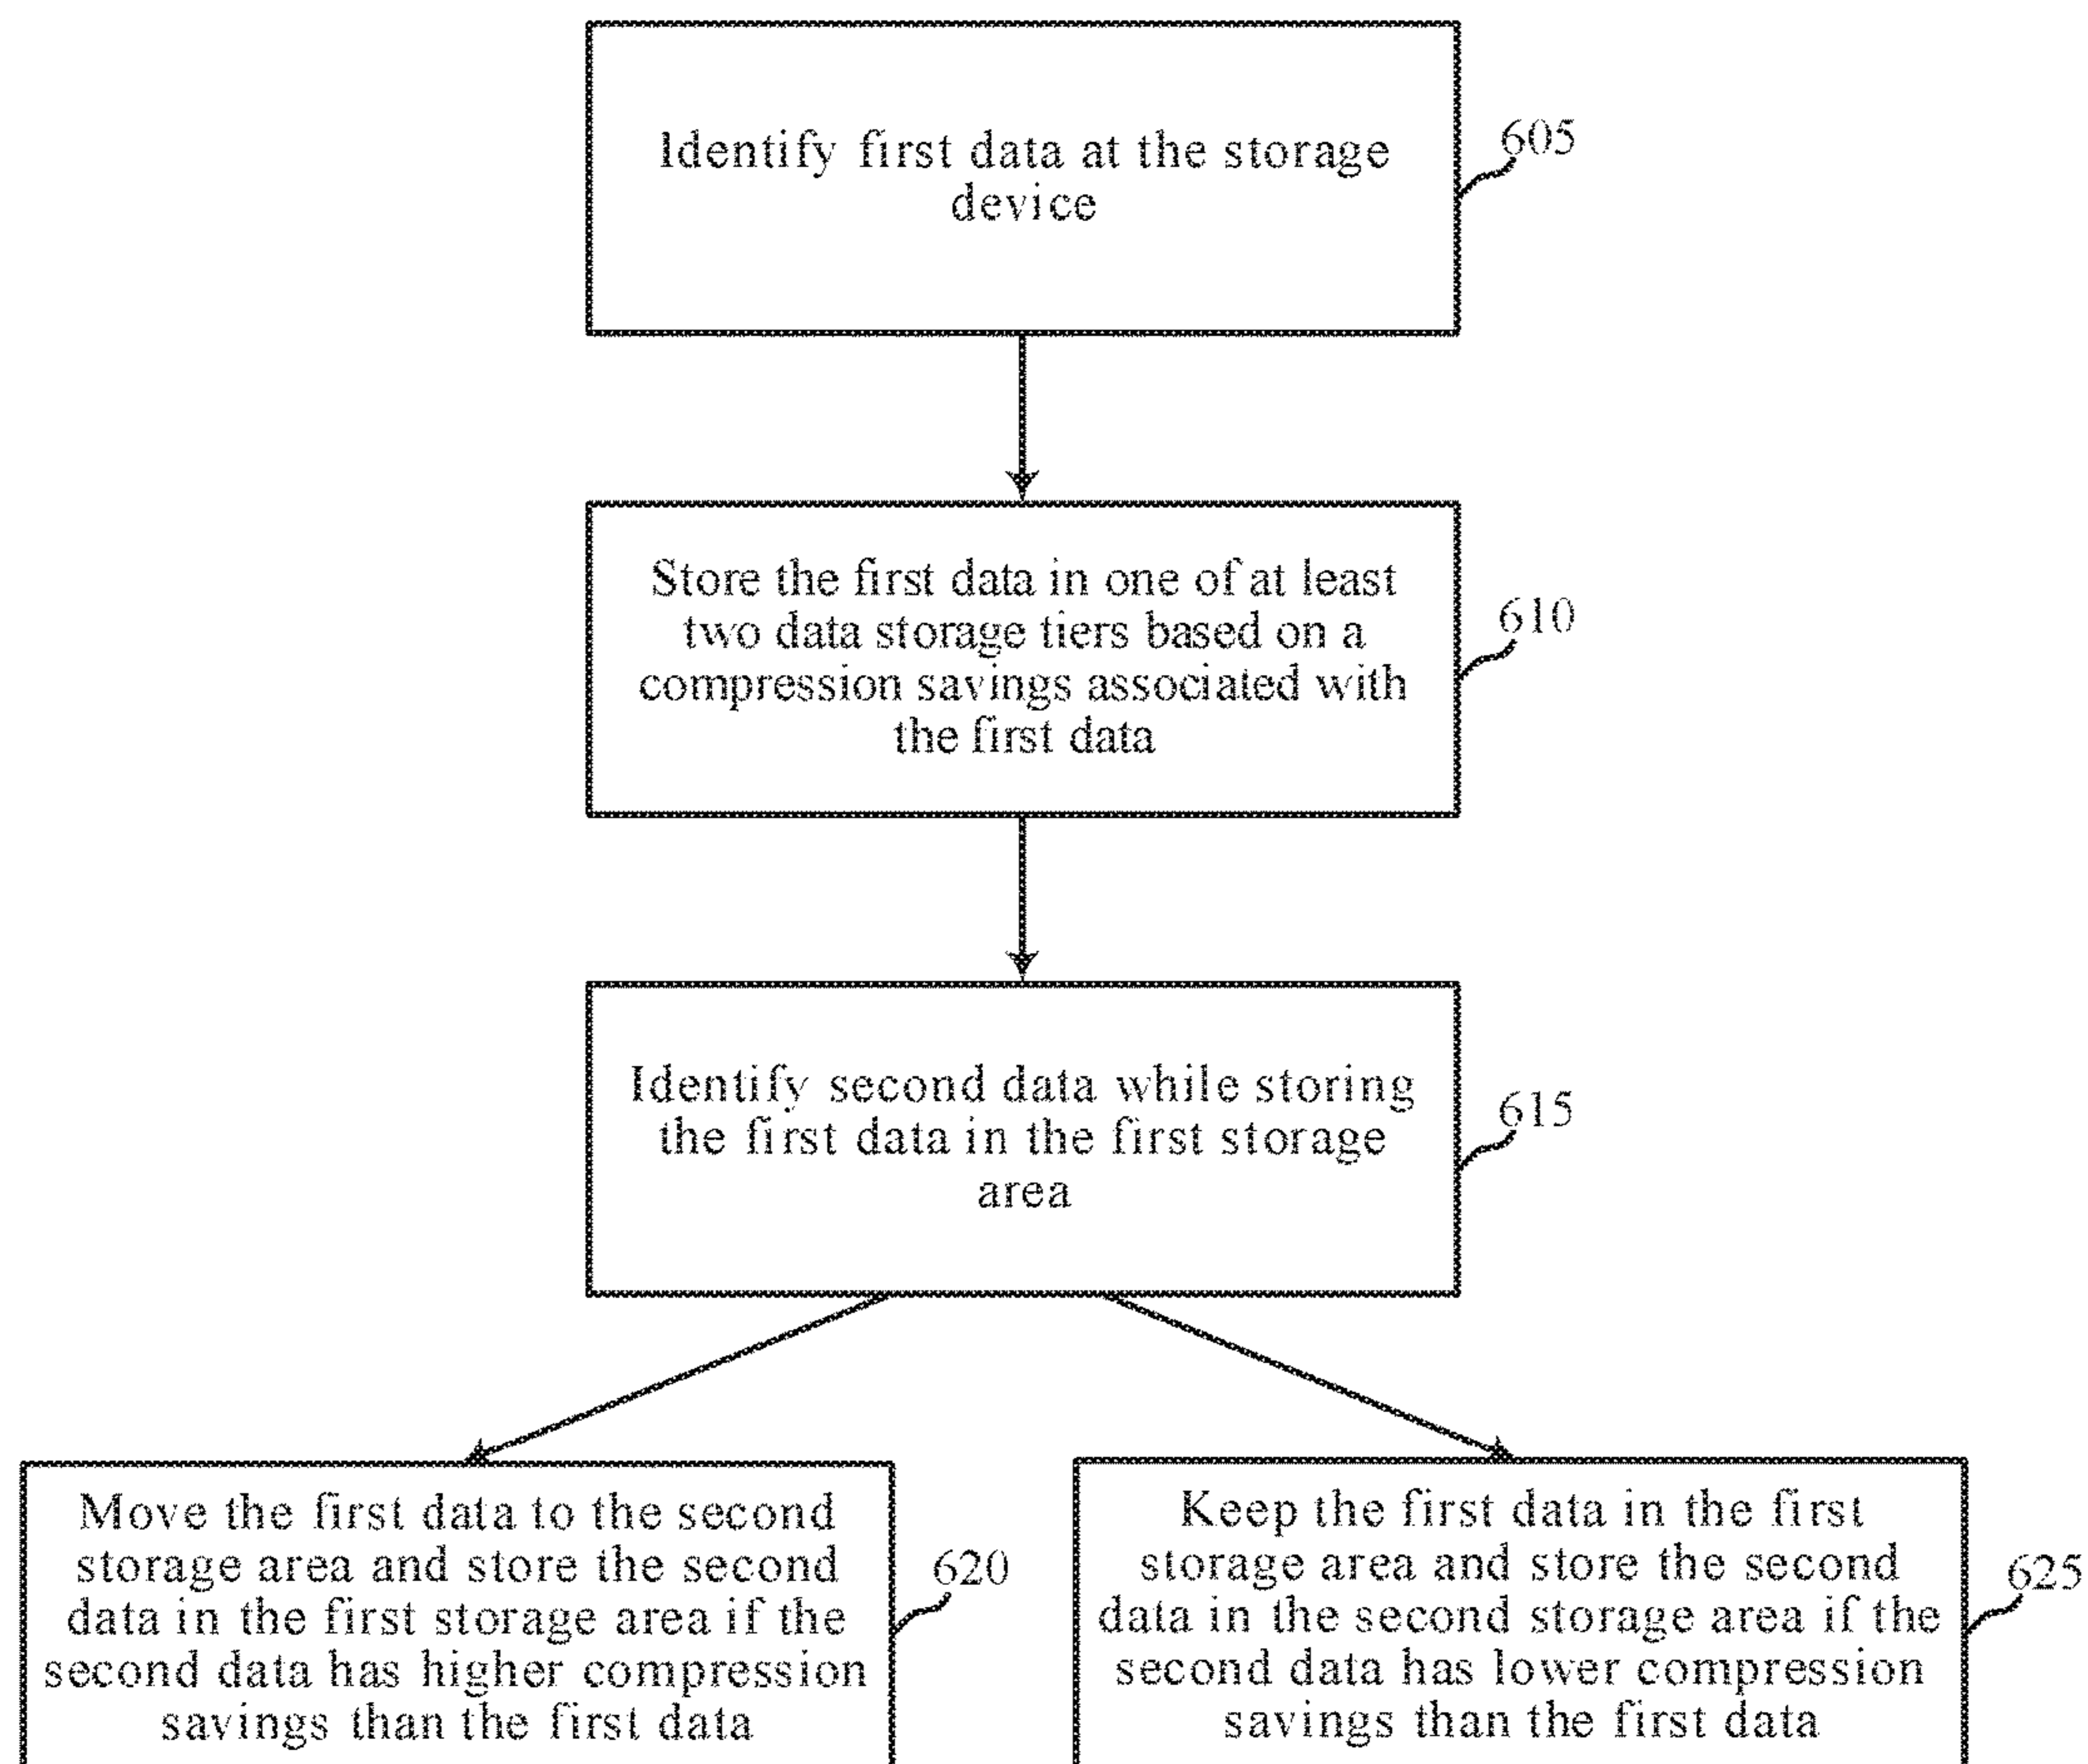 Identify first data at the storage
device
605
Store the first data in one of at least
two data storage tiers based on a
compression savings associated with
the first data
610
Identify second data while storing
the first data in the first storage
area
615
Move the first data to the second
storage area and store the second
data in the first storage area if the
second data has higher compression
savings than the first data
620
Keep the first data in the first
storage area and store the second
data in the second storage area if the
second data has lower compression
savings than the first data
625